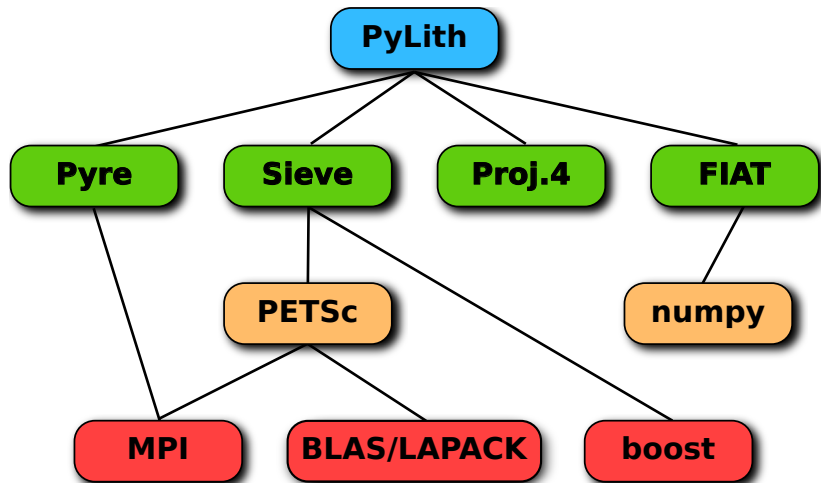 PyLith
Pyre
Sieve
Proj.4
FIAT
PETSc
numpy
MPI
BLAS/LAPACK
boost